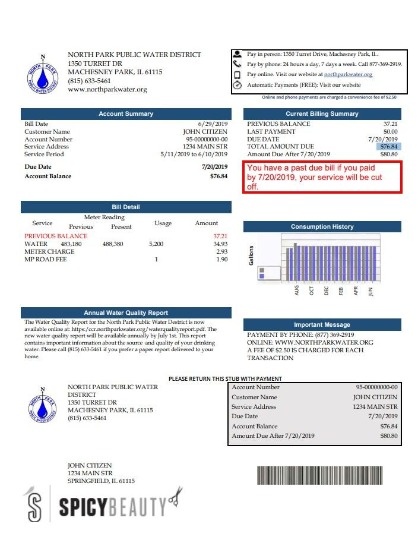 NORTH PARK PUBLIC WATER DISTRICT
1350 TURRET DR
MACHESNEY PARK, IL 61115
(815) 633-5461
www.northparkwater.org
Pay in person: 1350 Turret Drive, Machesney Park, IL.
Pay by phone: 24 hours a day, 7 days a week. Call 877-369-2919.
Pay online. Visit our website at northparkwater.org
Automatic Payments (FREE): Visit our website
Online and phone payments are charged a convenience fee of $2.50
Account Summary
Bill Date 6/29/2019
Customer Name JOHN CITIZEN
Account Number 95-0000000-00
Service Address 1234 MAIN STR
Service Period 5/11/2019 to 6/10/2019
Due Date 7/20/2019
Account Balance $76.84
Current Billing Summary
PREVIOUS BALANCE 37.21
LAST PAYMENT $0.00
DUE DATE 7/20/2019
TOTAL AMOUNT DUE $76.84
Amount Due After 7/20/2019 $80.80
You have a past due bill if you paid
by 7/20/2019, your service will be cut
off.
Bill Detail
Meter Reading
Service Previous Present Usage Amount
PREVIOUS BALANCE 37.21
WATER 483,180 488,380 5,200 34.93
METER CHARGE 2.93
MP ROAD FEE 1 1.90
Consumption History
Gallons
AUG OCT DEC FEB APR JUN
Annual Water Quality Report
The Water Quality Report for the North Park Public Water District is now
available online at: https://ccr.northparkwater.org/waterqualityreport.pdf. The
new water quality report will be available annually by July 1st. This report
contains important information about the source and quality of your drinking
water. Please call (815) 633-5461 if you prefer a paper report delivered to your
home.
Important Message
PAYMENT BY PHONE: (877) 369-2919
ONLINE: WWW.NORTHPARKWATER.ORG
A FEE OF $2.50 IS CHARGED FOR EACH
TRANSACTION
PLEASE RETURN THIS STUB WITH PAYMENT
NORTH PARK PUBLIC WATER
DISTRICT
1350 TURRET DR
MACHESNEY PARK, IL 61115
(815) 633-5461
Account Number 95-00000000-00
Customer Name JOHN CITIZEN
Service Address 1234 MAIN STR
Due Date 7/20/2019
Account Balance $76.84
Amount Due After 7/20/2019 $80.80
JOHN CITIZEN
1234 MAIN STR
SPRINGFIELD, IL 61115
SPICYBEAUTY